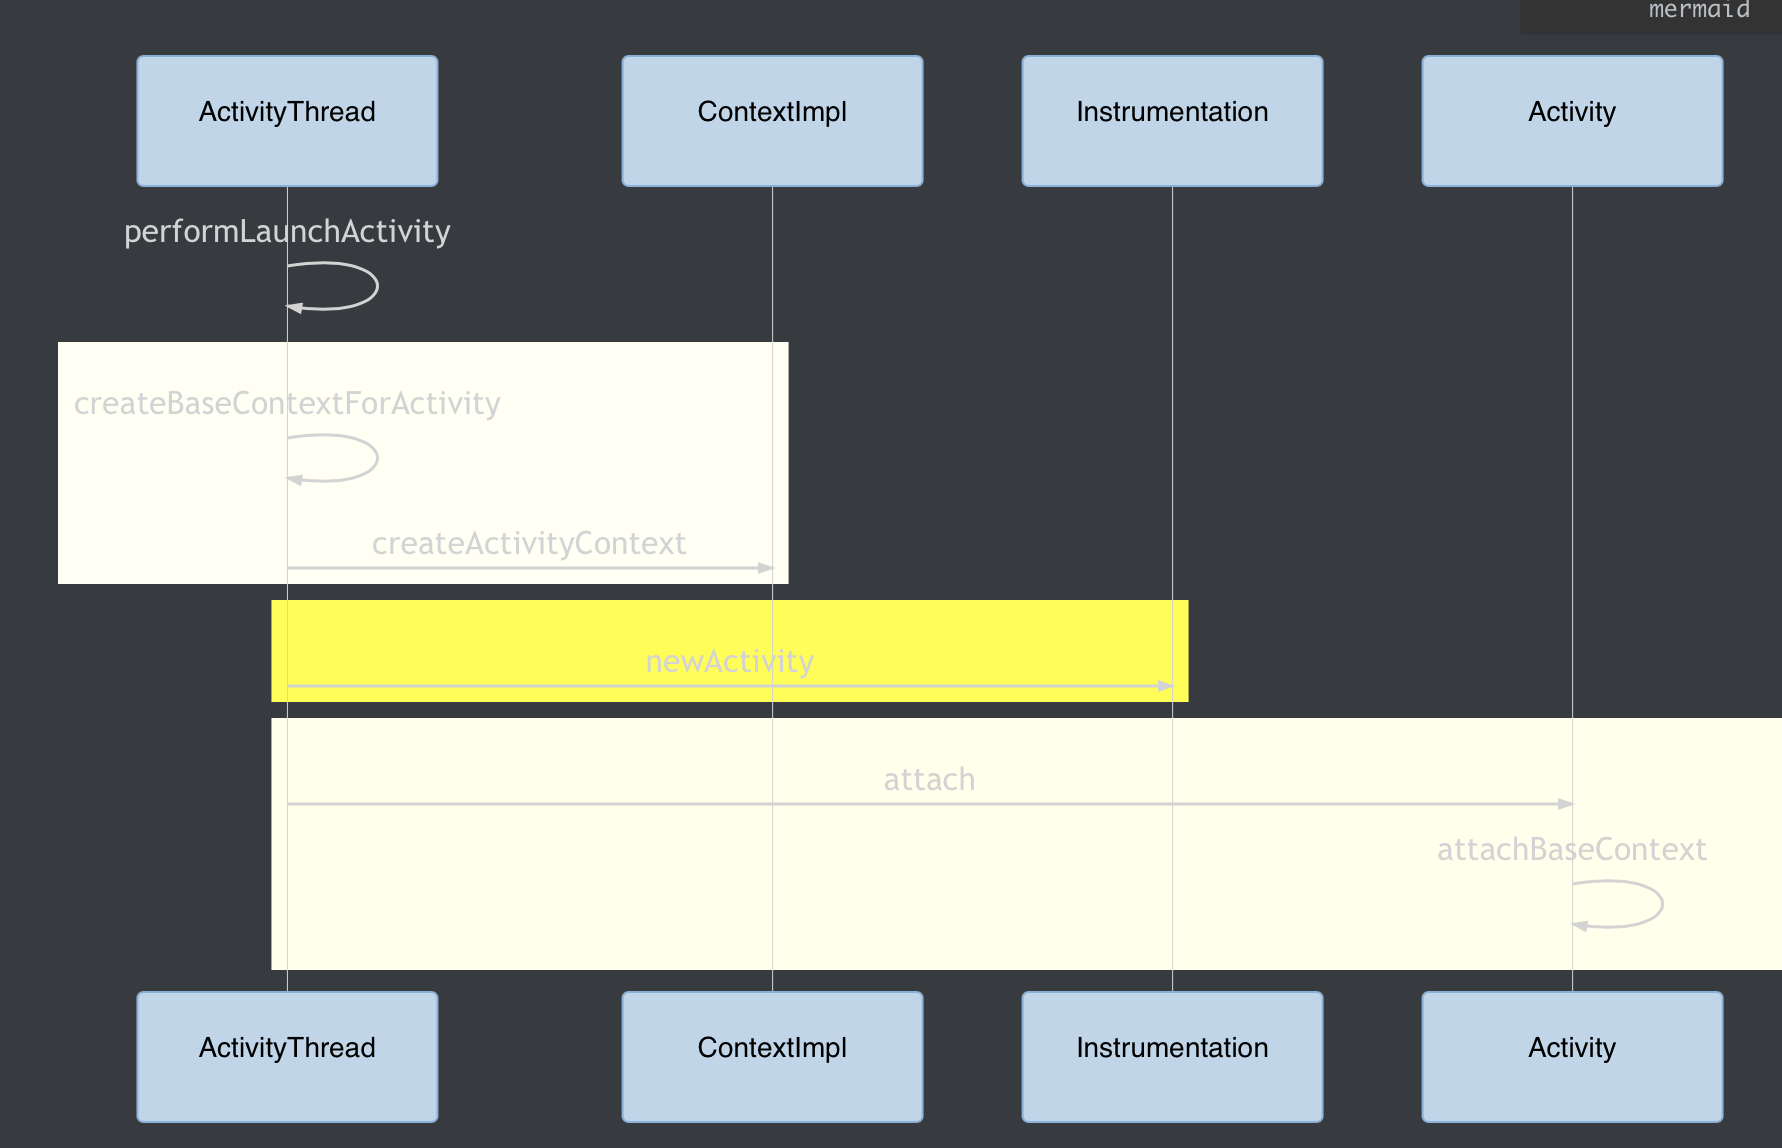 mermaid
ActivityThread
ContextImpl
Instrumentation
Activity
performLaunchActivity
createBaseContextForActivity
createActivityContext
newActivity
attach
attachBaseContext
ActivityThread
ContextImpl
Instrumentation
Activity